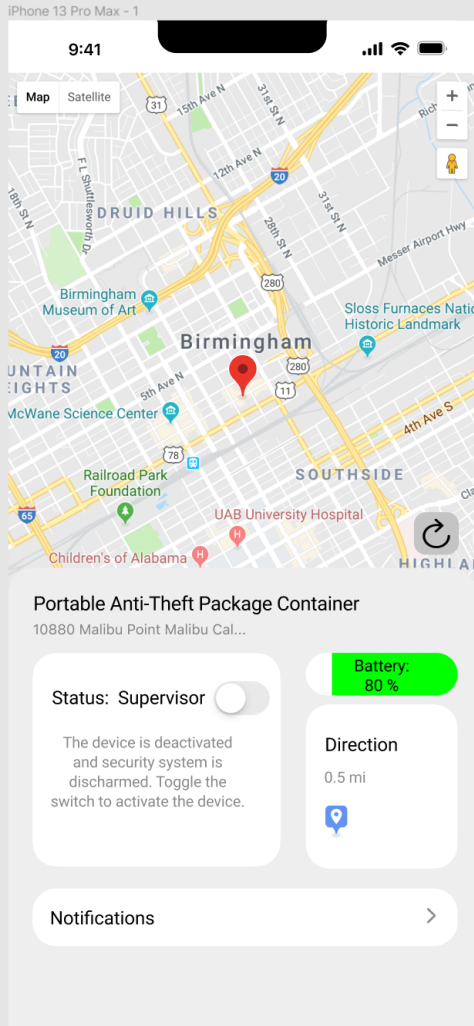 iPhone 13 Pro Max - 1
9:41
Map
Satellite
31
15th Ave N
31st St N
F L Shuttlesworth Dr
12th Ave N
20
18th St N
DRUID HILLS
28th St N
31st St N
Messer Airport Hwy
280
Birmingham
Museum of Art
Sloss Furnaces Natio
Historic Landmark
20
Birmingham
UNTAIN
EIGHTS
280
5th Ave N
11
McWane Science Center
4th Ave S
78
Railroad Park
Foundation
SOUTHSIDE
65
UAB University Hospital
H
Children's of Alabama
H
HIGHLA
Portable Anti-Theft Package Container
10880 Malibu Point Malibu Cal...
Status: Supervisor
The device is deactivated
and security system is
discharmed. Toggle the
switch to activate the device.
Battery:
80 %
Direction
0.5 mi
Notifications